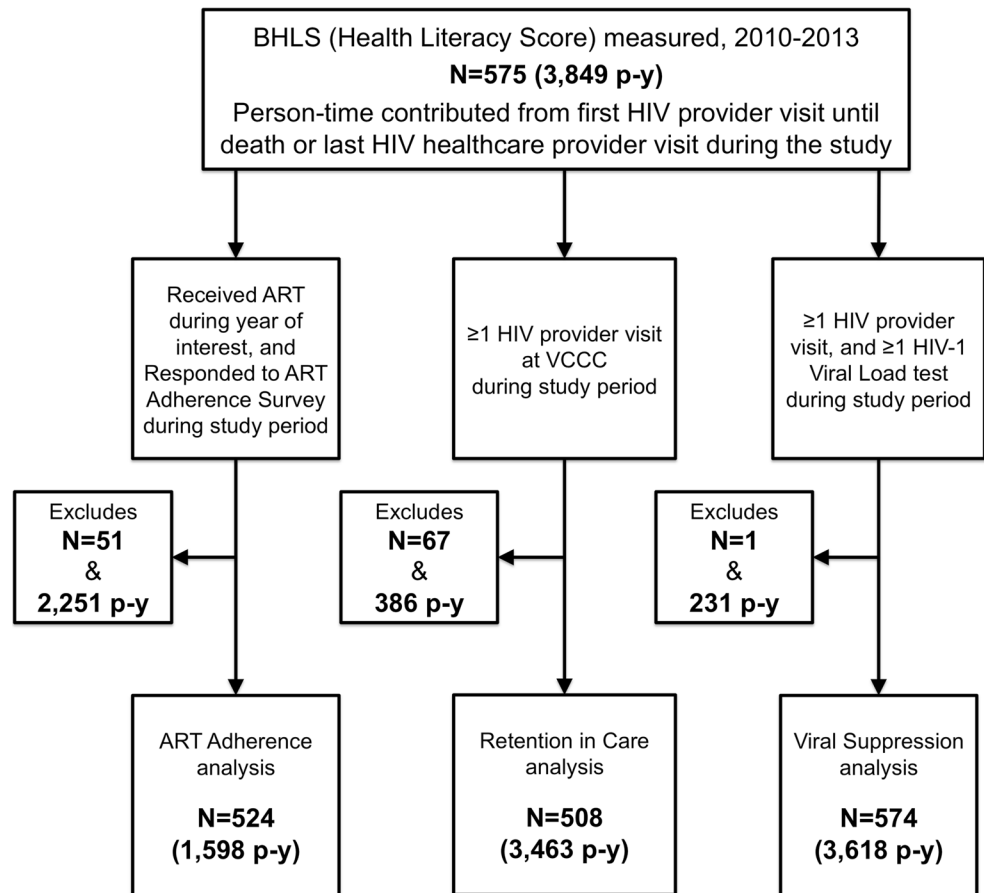 BHLS (Health Literacy Score) measured, 2010-2013
N=575 (3,849 p-y)
Person-time contributed from first HIV provider visit until
death or last HIV healthcare provider visit during the study
Received ART
during year of
interest, and
Responded to ART
Adherence Survey
during study period
≥1 HIV provider visit
at VCCC
during study period
≥1 HIV provider
visit, and ≥1 HIV-1
Viral Load test
during study period
Excludes
N=51
&
2,251 p-y
Excludes
N=67
&
386 p-y
Excludes
N=1
&
231 p-y
ART Adherence
analysis
N=524
(1,598 p-y)
Retention in Care
analysis
N=508
(3,463 p-y)
Viral Suppression
analysis
N=574
(3,618 p-y)